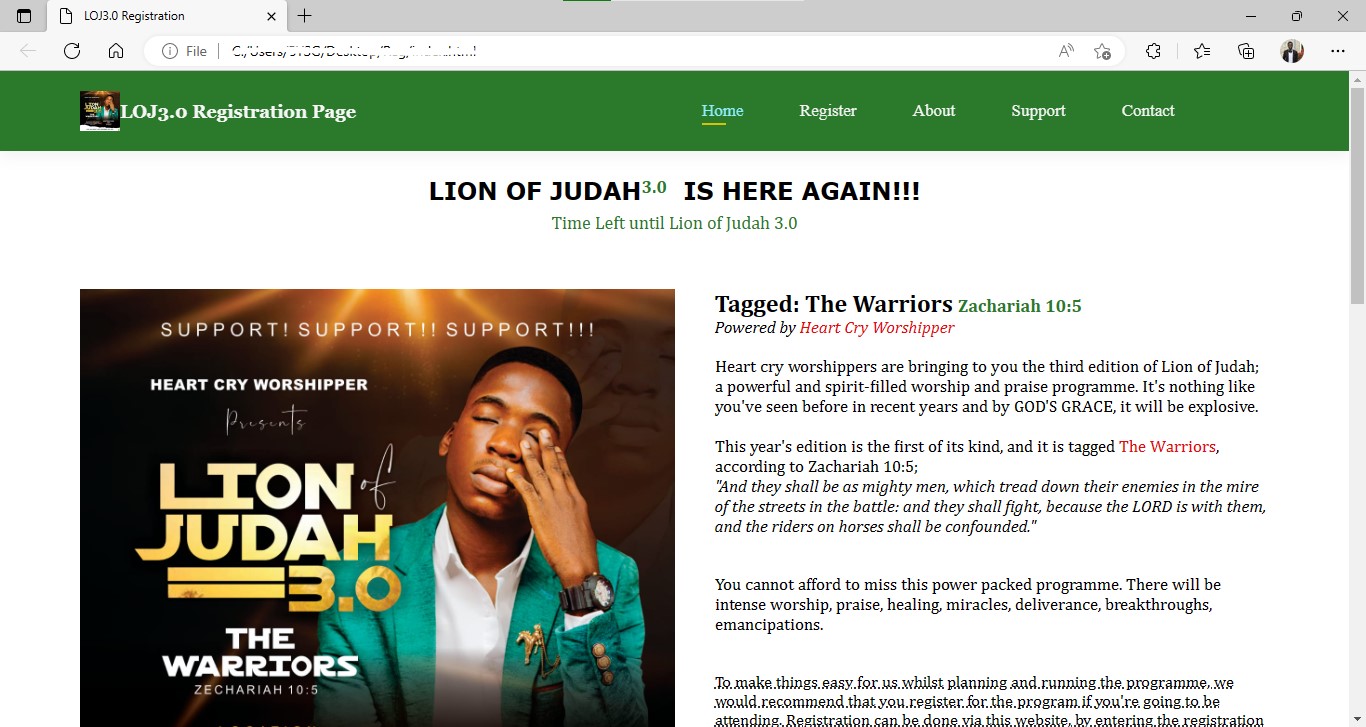 LOJ3.0 Registration
File
C:/Users/3YSG/Desktop/Reg/judah.html
LOJ3.0 Registration Page
Home Register About Support Contact
LION OF JUDAH3.0 IS HERE AGAIN!!!
Time Left until Lion of Judah 3.0
SUPPORT! SUPPORT!! SUPPORT!!!
HEART CRY WORSHIPPER
Presents
LION of
JUDAH
3.0
THE
WARRIORS
ZECHARIAH 10:5
LOCATION
Tagged: The Warriors Zachariah 10:5
Powered by Heart Cry Worshipper
Heart cry worshippers are bringing to you the third edition of Lion of Judah;
a powerful and spirit-filled worship and praise programme. It's nothing like
you've seen before in recent years and by GOD'S GRACE, it will be explosive.
This year's edition is the first of its kind, and it is tagged The Warriors,
according to Zachariah 10:5;
"And they shall be as mighty men, which tread down their enemies in the mire
of the streets in the battle: and they shall fight, because the LORD is with them,
and the riders on horses shall be confounded."
You cannot afford to miss this power packed programme. There will be
intense worship, praise, healing, miracles, deliverance, breakthroughs,
emancipations.
To make things easy for us whilst planning and running the programme, we
would recommend that you register for the program if you're going to be
attending. Registration can be done via this website, by entering the registration